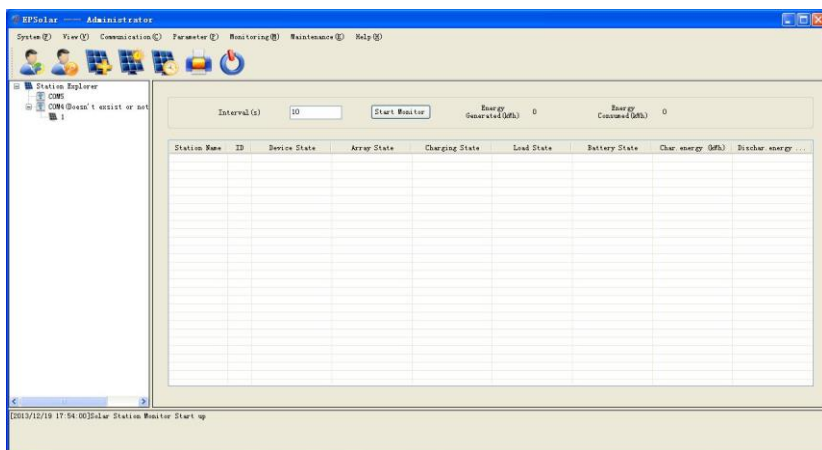 EPSolar —— Administrator
System(F) View(V) Communication(C) Parameter(P) Monitoring(M) Maintenance(E) Help(H)
Station Explorer
COM5
COM4(Doesn't exsist or not
1
Interval(s) 10 Start Monitor Energy Generated(kWh) 0 Energy Consumed(kWh) 0
Station Name ID Device State Array State Charging State Load State Battery State Char.energy (kWh) Dischar.energy ...
[2013/12/19 17:54:00]Solar Station Monitor Start up